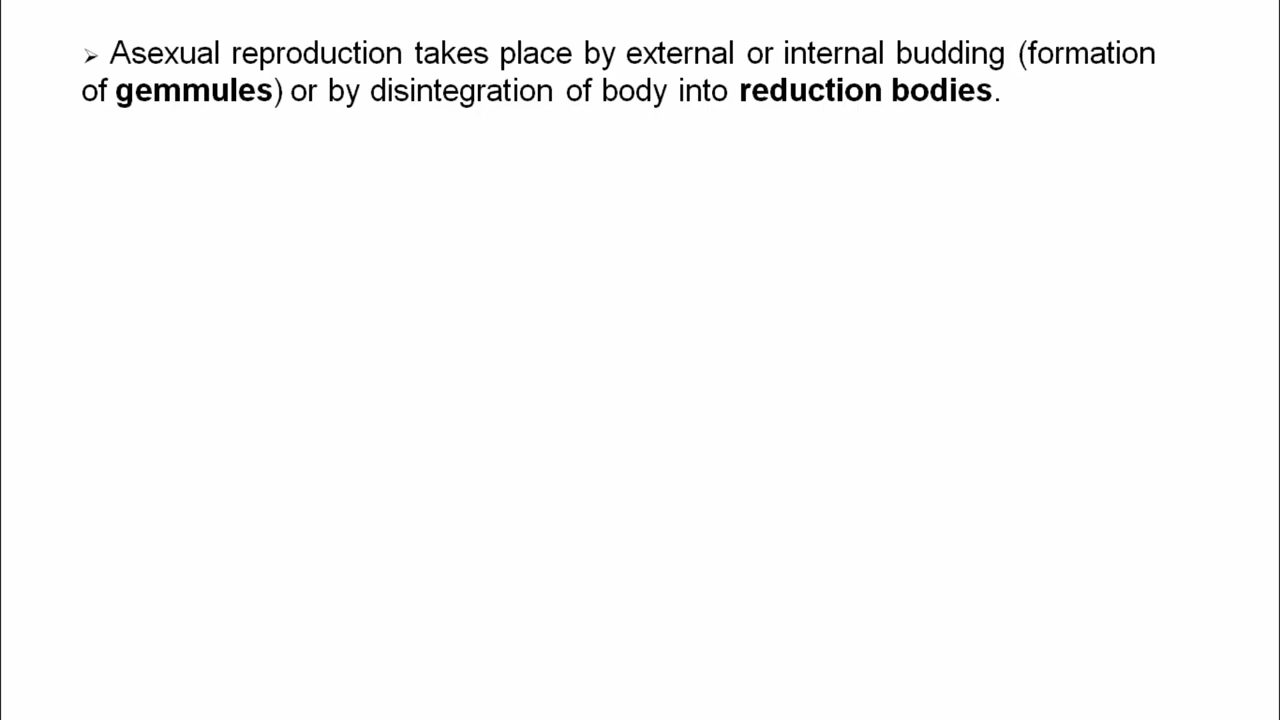 ➢ Asexual reproduction takes place by external or internal budding (formation
of gemmules) or by disintegration of body into reduction bodies.